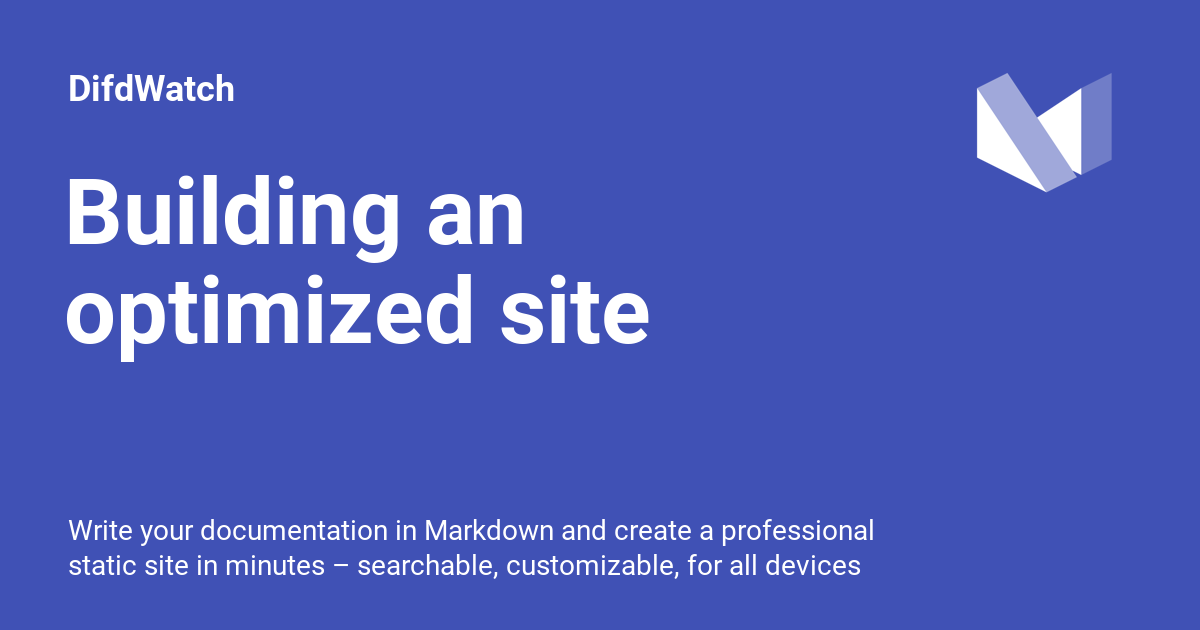 DifdWatch
Building an
optimized site
Write your documentation in Markdown and create a professional
static site in minutes – searchable, customizable, for all devices